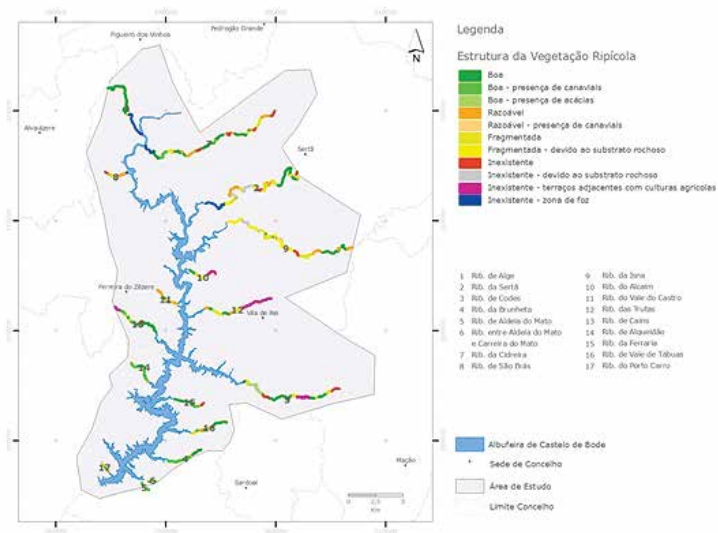 Figueiró dos Vinhos
Pedrógão Grande
N
Alvaiázere
Sertã
Ferreira do Zêzere
Vila de Rei
Mação
Sardoal
Km
Legenda
Estrutura da Vegetação Ripícola
Boa
Boa - presença de canaviais
Boa - presença de acácias
Razoável
Razoável - presença de canaviais
Fragmentada
Fragmentada - devido ao substrato rochoso
Inexistente
Inexistente - devido ao substrato rochoso
Inexistente - terraços adjacentes com culturas agrícolas
Inexistente - zona de foz
1 Rib. de Alge
2 Rib. da Sertã
3 Rib. de Codes
4 Rib. da Brunheta
5 Rib. de Aldeia do Mato
6 Rib. entre Aldeia do Mato
e Carreira do Mato
7 Rib. da Cidreira
8 Rib. de São Brás
9 Rib. da Isna
10 Rib. do Alcaim
11 Rib. do Vale do Castro
12 Rib. das Trutas
13 Rib. de Cains
14 Rib. de Alqueidão
15 Rib. da Ferraria
16 Rib. de Vale de Tábuas
17 Rib. do Porto Carro
Albufeira de Castelo de Bode
Sede de Concelho
Área de Estudo
Limite Concelho